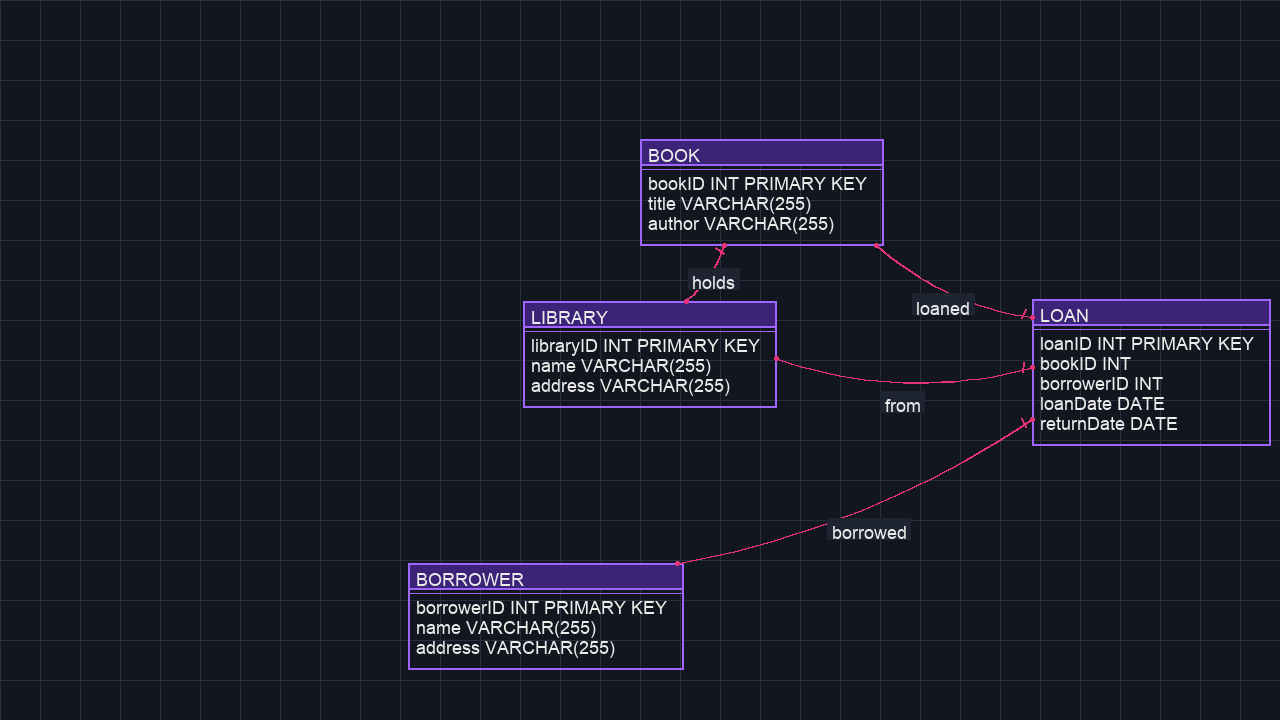 BOOK
bookID INT PRIMARY KEY
title VARCHAR(255)
author VARCHAR(255)
holds
loaned
LIBRARY
libraryID INT PRIMARY KEY
name VARCHAR(255)
address VARCHAR(255)
LOAN
loanID INT PRIMARY KEY
bookID INT
borrowerID INT
loanDate DATE
returnDate DATE
from
borrowed
BORROWER
borrowerID INT PRIMARY KEY
name VARCHAR(255)
address VARCHAR(255)